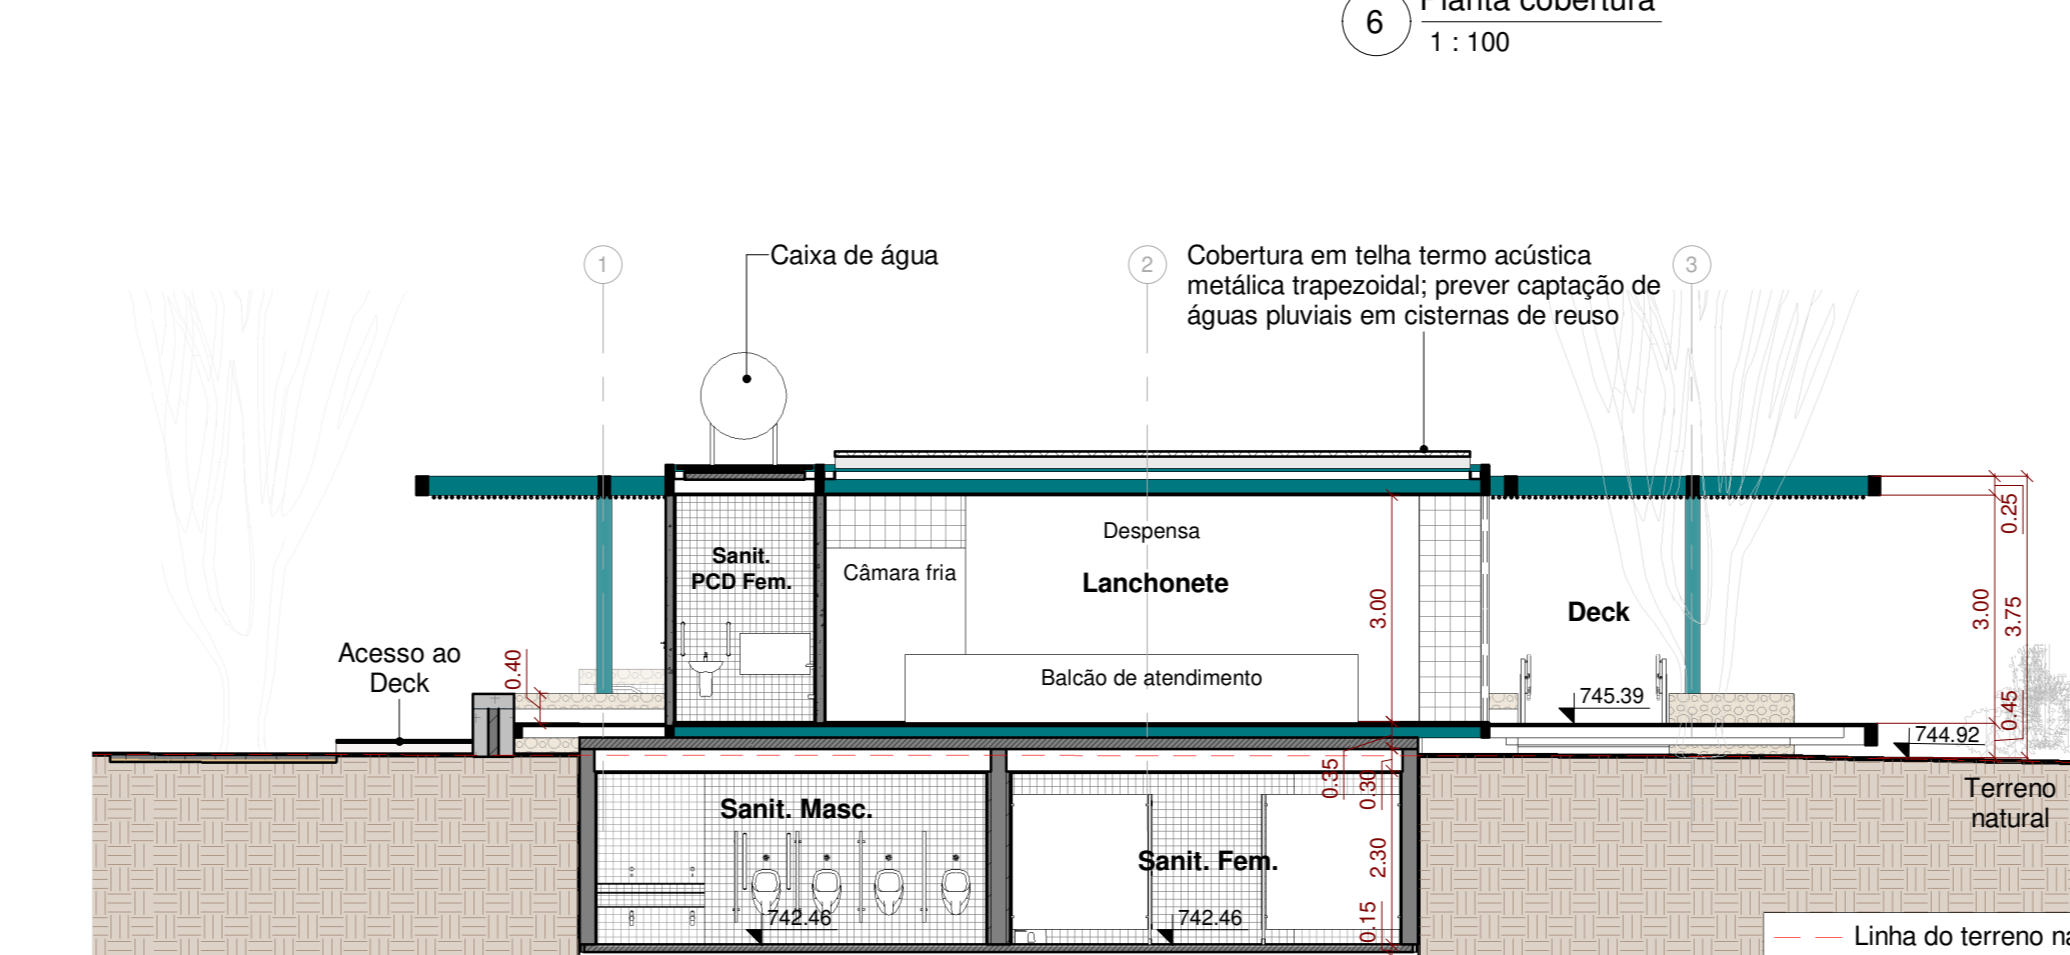 Planta cobertura
6
1 : 100
1
Caixa de água
2
Cobertura em telha termo acústica
metálica trapezoidal; prever captação de
águas pluviais em cisternas de reuso
3
Sanit.
PCD Fem.
Câmara fria
Despensa
Lanchonete
Balcão de atendimento
3.00
Deck
745.39
0.25
3.00
3.75
0.45
744.92
Terreno
natural
Acesso ao
Deck
0.40
Sanit. Masc.
742.46
Sanit. Fem.
742.46
0.35
0.30
2.30
0.15
Linha do terreno